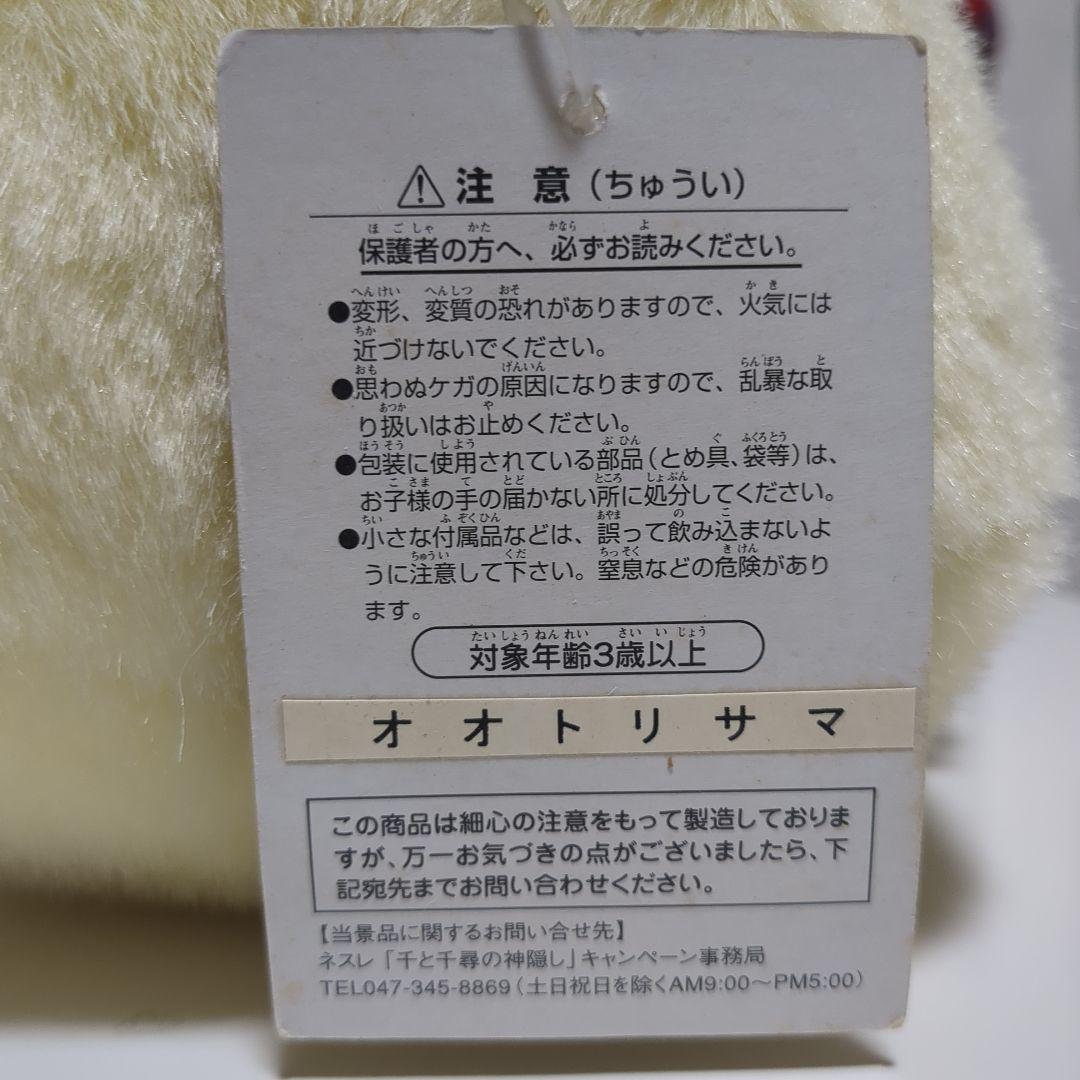 ⚠注 意（ちゅうい）
保護者の方へ、必ずお読みください。
●変形、変質の恐れがありますので、火気には
近づけないでください。
●思わぬケガの原因になりますので、乱暴な取
り扱いはお止めください。
●包装に使用されている部品（とめ具、袋等）は、
お子様の手の届かない所に処分してください。
●小さな付属品などは、誤って飲み込まないよ
うに注意して下さい。窒息などの危険があり
ます。
対象年齢3歳以上
オオトリサマ
この商品は細心の注意をもって製造しておりま
すが、万一お気づきの点がございましたら、下
記宛先までお問い合わせください。
【当景品に関するお問い合せ先】
ネスレ「千と千尋の神隠し」キャンペーン事務局
TEL047-345-8869（土日祝日を除くAM9:00～PM5:00）